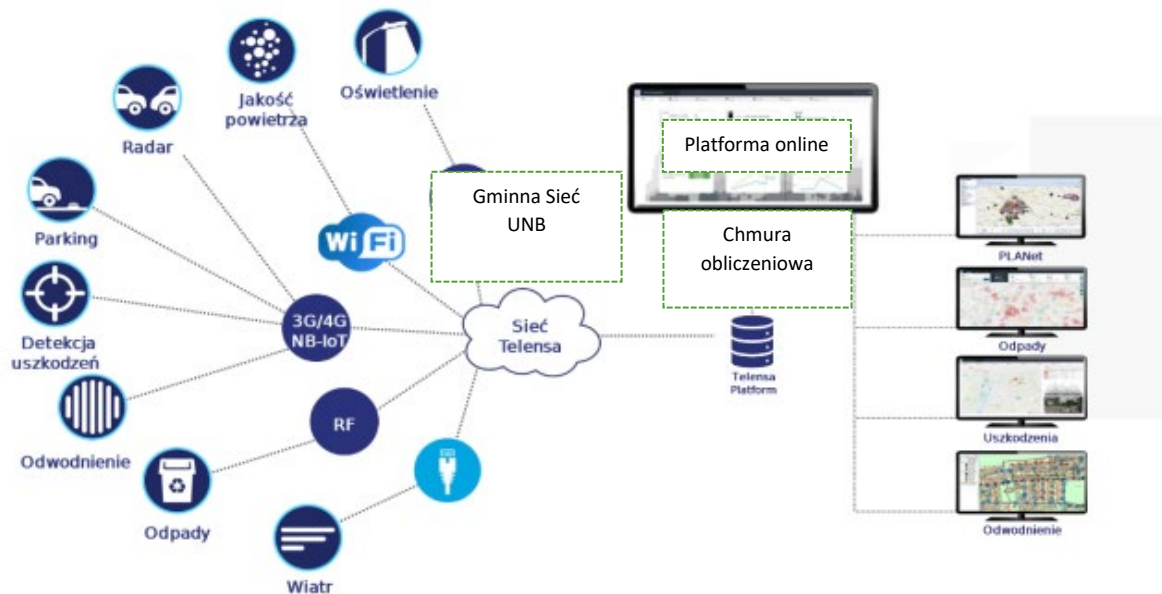 Oświetlenie
Jakość
powietrza
Radar
Parking
Detekcja
uszkodzeń
Odwodnienie
Odpady
Wiatr
WiFi
3G/4G
NB-IoT
RF
Gminna Sieć
UNB
Sieć
Telensa
Platforma online
Chmura
obliczeniowa
Telensa
Platform
PLANet
Odpady
Uszkodzenia
Odwodnienie